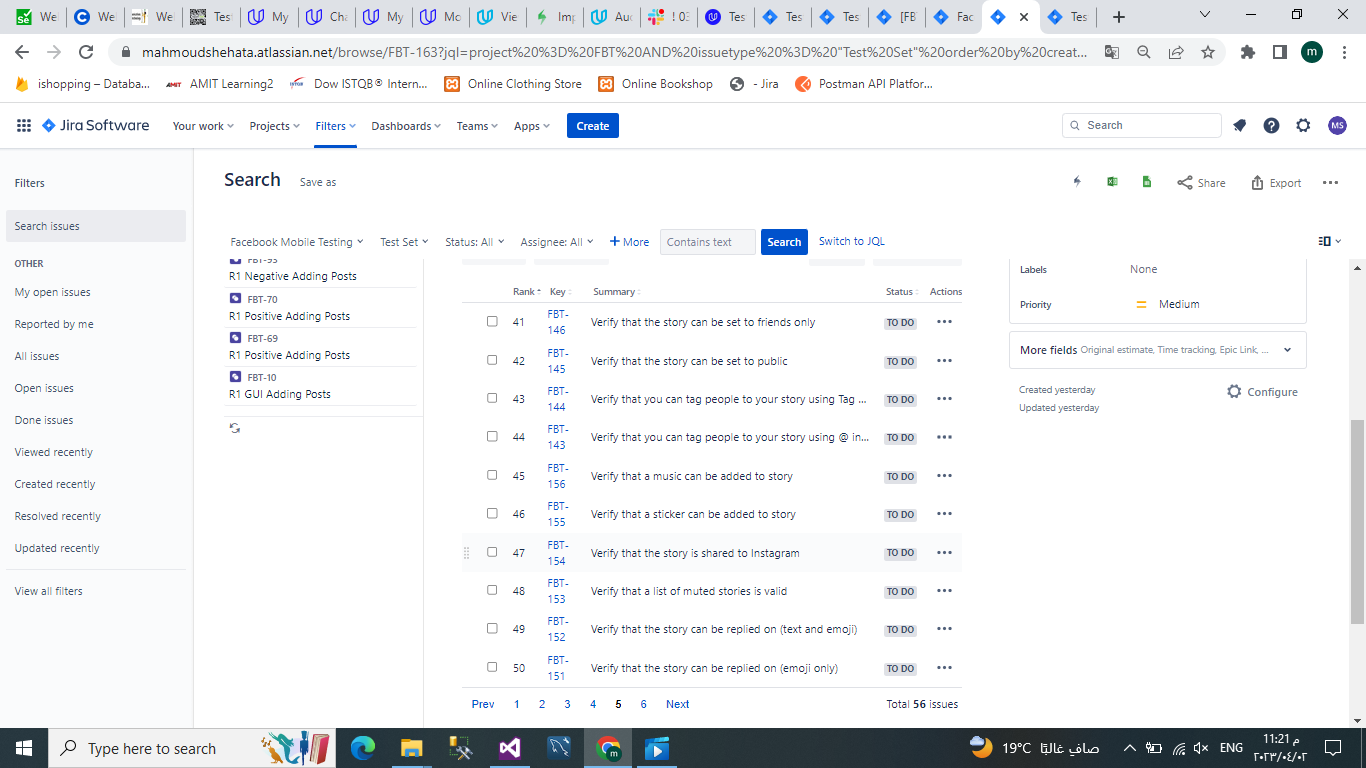 We
We
We
Test
My
Cha
My
Mo
Vie
Imp
Au
! 03
Tes
Tes
Tes
[FB
Fac
Tes
mahmoudshehata.atlassian.net/browse/FBT-163?jql=project%20%3D%20FBT%20AND%20issuetype%20%3D%20"Test%20Set"%20order%20by%20creat...
m
ishopping – Databa...
AMIT Learning2
Dow ISTQB® Intern...
Online Clothing Store
Online Bookshop
- Jira
Postman API Platfor...
Jira Software
Your work
Projects
Filters
Dashboards
Teams
Apps
Create
Search
MS
Filters
Search issues
OTHER
My open issues
Reported by me
All issues
Open issues
Done issues
Viewed recently
Created recently
Resolved recently
Updated recently
View all filters
Search
Save as
Share
Export
Facebook Mobile Testing
Test Set
Status: All
Assignee: All
+ More
Contains text
Search
Switch to JQL
FBT-93
R1 Negative Adding Posts
FBT-70
R1 Positive Adding Posts
FBT-69
R1 Positive Adding Posts
FBT-10
R1 GUI Adding Posts
Rank Key Summary Status Actions
41 FBT-146 Verify that the story can be set to friends only TO DO
42 FBT-145 Verify that the story can be set to public TO DO
43 FBT-144 Verify that you can tag people to your story using Tag ... TO DO
44 FBT-143 Verify that you can tag people to your story using @ in... TO DO
45 FBT-156 Verify that a music can be added to story TO DO
46 FBT-155 Verify that a sticker can be added to story TO DO
47 FBT-154 Verify that the story is shared to Instagram TO DO
48 FBT-153 Verify that a list of muted stories is valid TO DO
49 FBT-152 Verify that the story can be replied on (text and emoji) TO DO
50 FBT-151 Verify that the story can be replied on (emoji only) TO DO
Prev 1 2 3 4 5 6 Next
Total 56 issues
Labels None
Priority Medium
More fields Original estimate, Time tracking, Epic Link, ...
Created yesterday
Updated yesterday
Configure
Type here to search
19°C صاف غالبًا
ENG
١١:٢١ م
٢٠٢٣/٠٤/٠٢